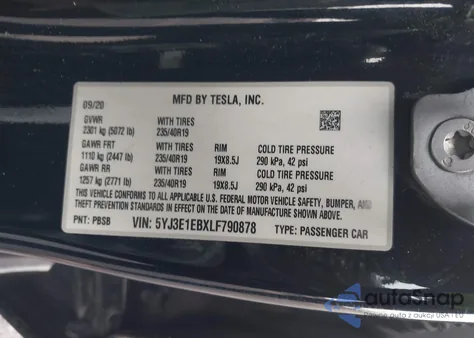 MFD BY TESLA, INC.
09/20
GVWR WITH TIRES
2301 kg (5072 lb) 235/40R19
GAWR FRT WITH TIRES RIM COLD TIRE PRESSURE
1110 kg (2447 lb) 235/40R19 19X8.5J 290 kPa, 42 psi
GAWR RR WITH TIRES RIM COLD TIRE PRESSURE
1257 kg (2771 lb) 235/40R19 19X8.5J 290 kPa, 42 psi
THIS VEHICLE CONFORMS TO ALL APPLICABLE U.S. FEDERAL MOTOR VEHICLE SAFETY, BUMPER, AND
THEFT PREVENTION STANDARDS IN EFFECT ON THE DATE OF MANUFACTURE SHOWN ABOVE.
PNT: PBSB VIN: 5YJ3E1EBXLF790878 TYPE: PASSENGER CAR
autoSnap
auto z aukcji USA i EU